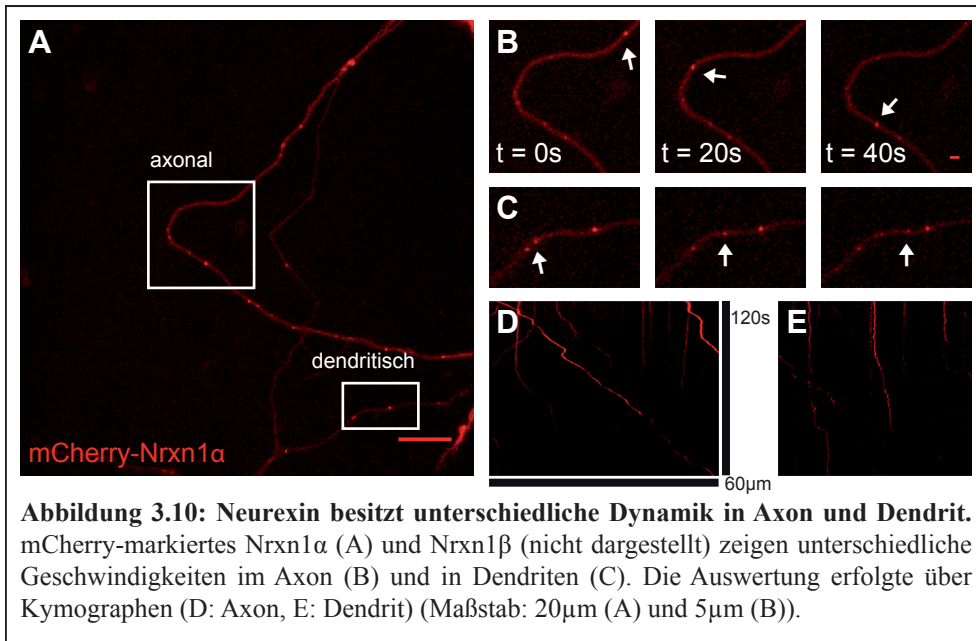 A
axonal
dendritisch
mCherry-Nrxn1α
B
t = 0s
t = 20s
t = 40s
C
D
120s
E
60µm
Abbildung 3.10: Neurexin besitzt unterschiedliche Dynamik in Axon und Dendrit.
mCherry-markiertes Nrxn1α (A) und Nrxn1β (nicht dargestellt) zeigen unterschiedliche
Geschwindigkeiten im Axon (B) und in Dendriten (C). Die Auswertung erfolgte über
Kymographen (D: Axon, E: Dendrit) (Maßstab: 20µm (A) und 5µm (B)).